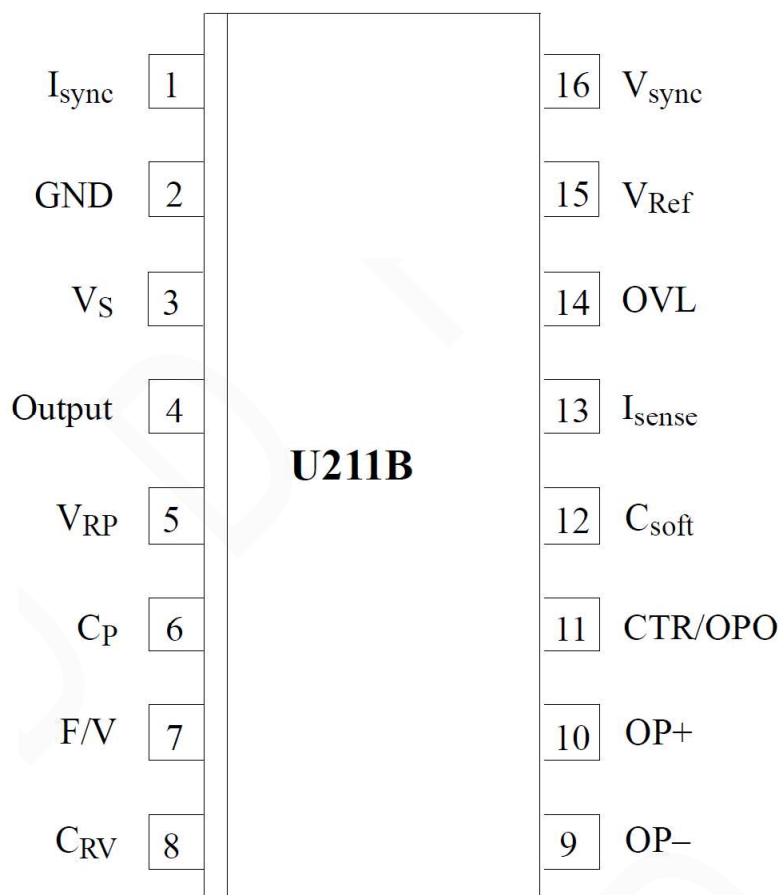 Isync 1 16 Vsync
GND 2 15 VRef
VS 3 14 OVL
Output 4 13 Isense
U211B
VRP 5 12 Csoft
CP 6 11 CTR/OPO
F/V 7 10 OP+
CRV 8 9 OP–